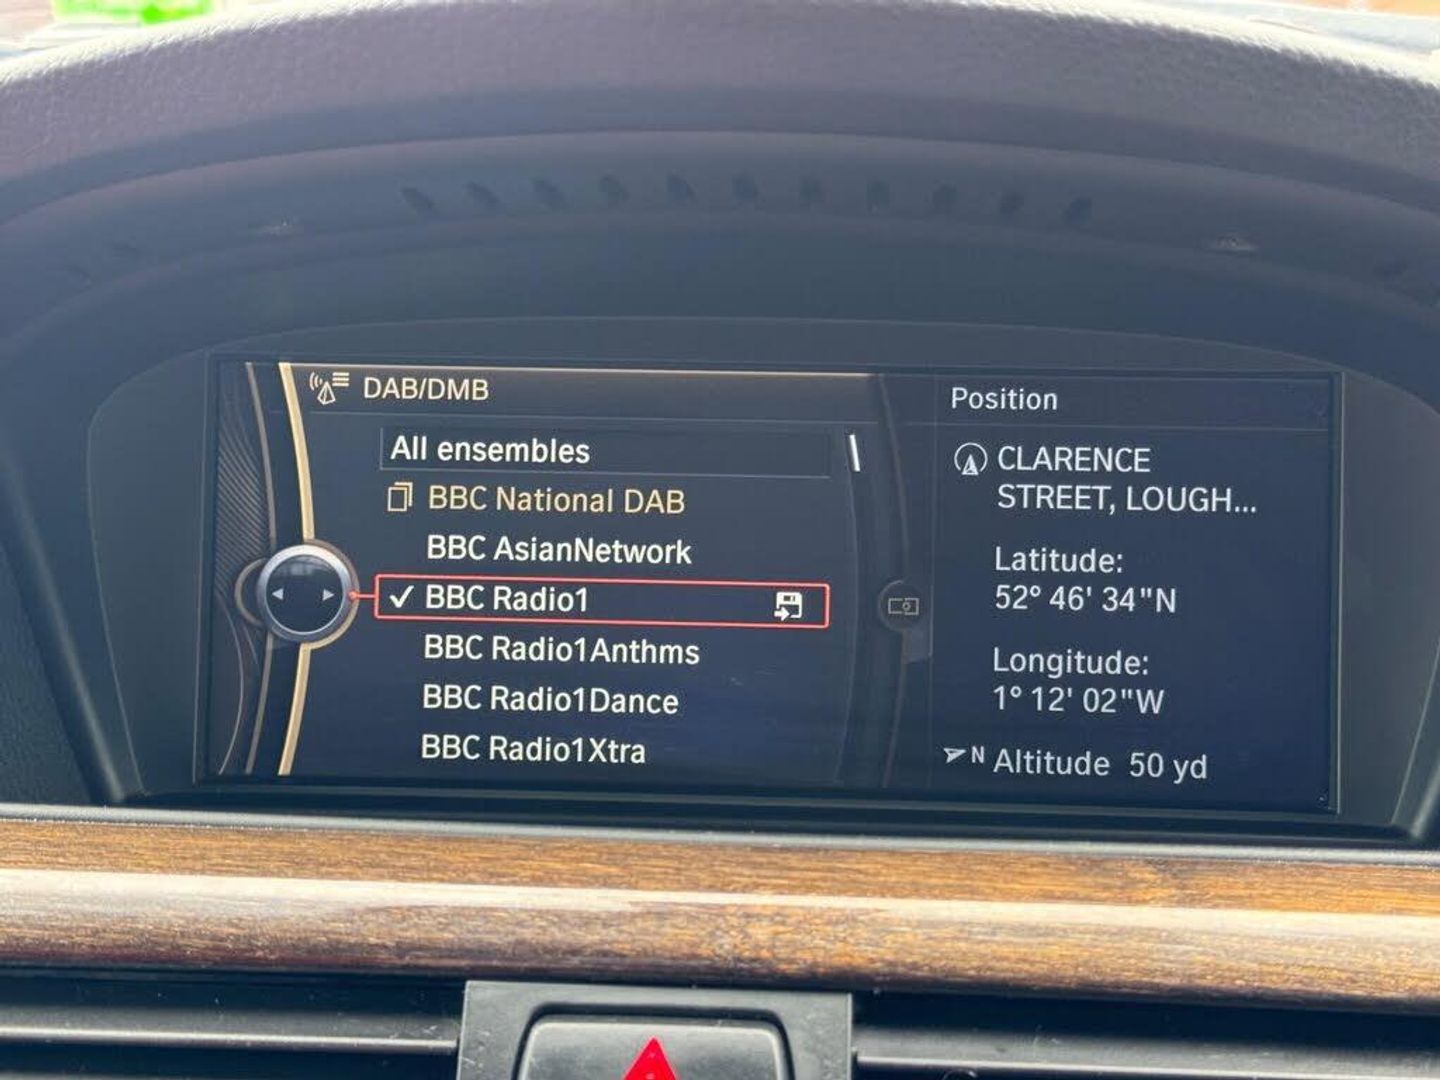 DAB/DMB
All ensembles
BBC National DAB
BBC AsianNetwork
✓ BBC Radio1
BBC Radio1Anthms
BBC Radio1Dance
BBC Radio1Xtra
Position
CLARENCE
STREET, LOUGH...
Latitude:
52° 46' 34"N
Longitude:
1° 12' 02"W
N Altitude 50 yd